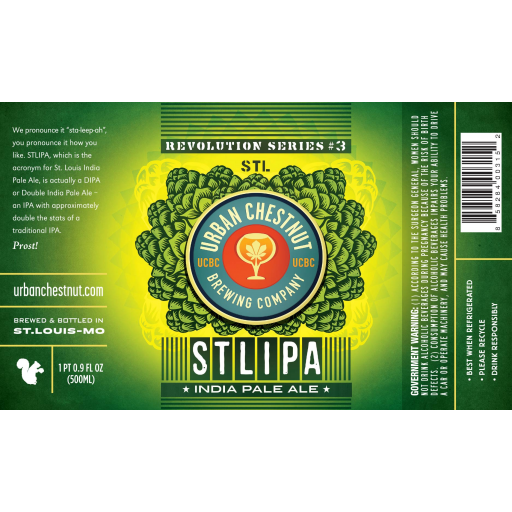 We pronounce it "sta-leep-ah",
you pronounce it how you
like. STLIPA, which is the
acronym for St. Louis India
Pale Ale, is actually a DIPA
or Double India Pale Ale –
an IPA with approximately
double the stats of a
traditional IPA.
Prost!
urbanchestnut.com
BREWED & BOTTLED IN
ST.LOUIS-MO
1 PT 0.9 FL OZ
(500ML)
REVOLUTION SERIES #3
STL
URBAN CHESTNUT
UCBC UCBC
BREWING COMPANY
STLIPA
★ INDIA PALE ALE ★
GOVERNMENT WARNING: (1) ACCORDING TO THE SURGEON GENERAL, WOMEN SHOULD
NOT DRINK ALCOHOLIC BEVERAGES DURING PREGNANCY BECAUSE OF THE RISK OF BIRTH
DEFECTS. (2) CONSUMPTION OF ALCOHOLIC BEVERAGES IMPAIRS YOUR ABILITY TO DRIVE
A CAR OR OPERATE MACHINERY, AND MAY CAUSE HEALTH PROBLEMS.
8 58284 00315 2
• BEST WHEN REFRIGERATED
• PLEASE RECYCLE
• DRINK RESPONSIBLY